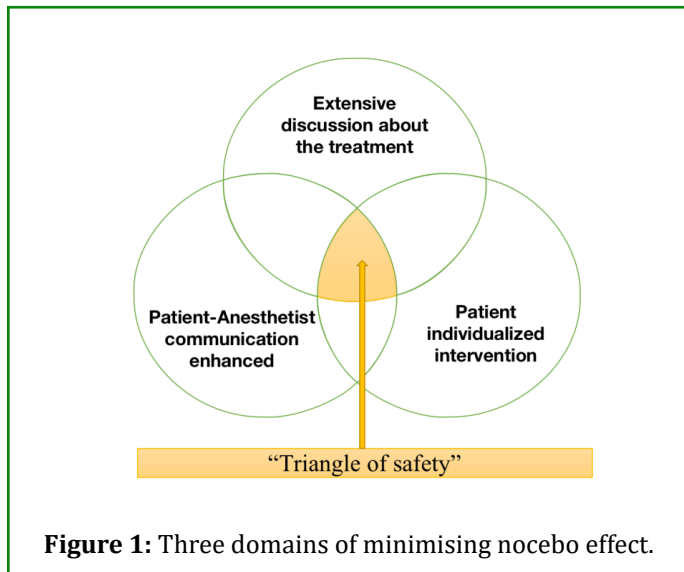 Extensive
discussion about
the treatment
Patient-Anesthetist
communication
enhanced
Patient
individualized
intervention
“Triangle of safety”
Figure 1: Three domains of minimising nocebo effect.